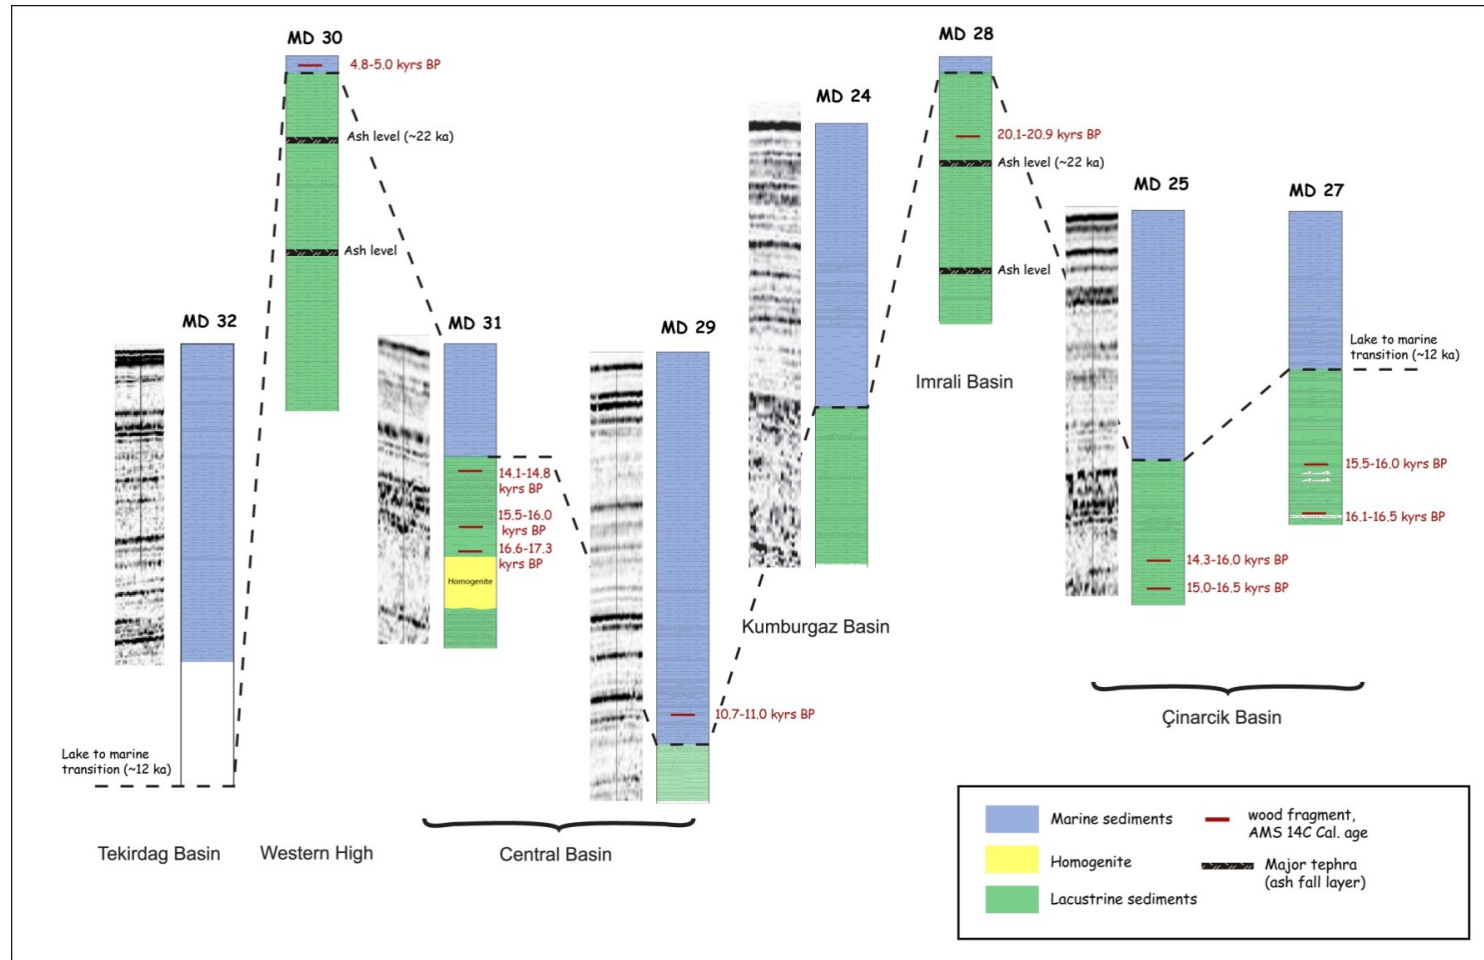 MD 30
4.8-5.0 kyrs BP
Ash level (~22 ka)
Ash level
MD 28
20.1-20.9 kyrs BP
Ash level (~22 ka)
Ash level
Imrali Basin
MD 24
Kumburgaz Basin
MD 25
14.3-16.0 kyrs BP
15.0-16.5 kyrs BP
MD 27
Lake to marine
transition (~12 ka)
15.5-16.0 kyrs BP
16.1-16.5 kyrs BP
Çinarcik Basin
MD 32
Lake to marine
transition (~12 ka)
Tekirdag Basin
Western High
MD 31
14.1-14.8
kyrs BP
15.5-16.0
kyrs BP
16.6-17.3
kyrs BP
Homogenite
MD 29
10.7-11.0 kyrs BP
Central Basin
Marine sediments
Homogenite
Lacustrine sediments
wood fragment,
AMS 14C Cal. age
Major tephra
(ash fall layer)